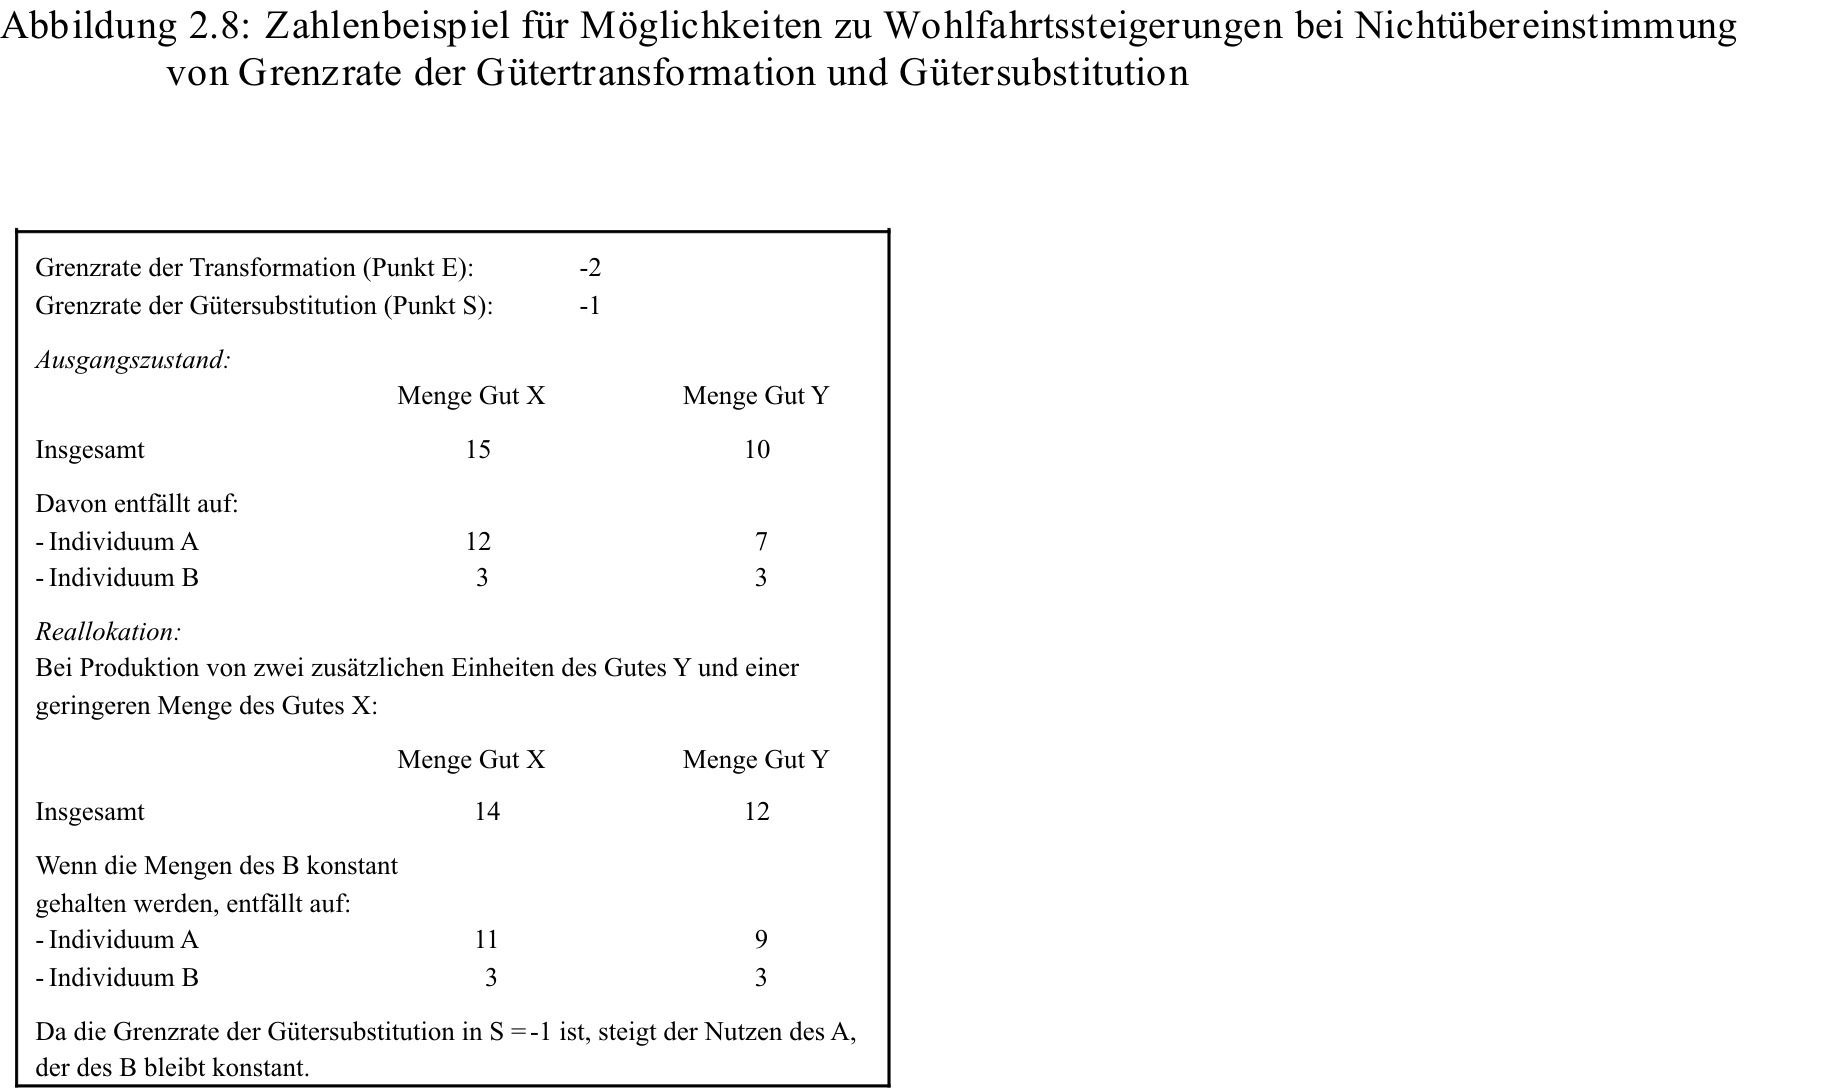 Abbildung 2.8: Zahlenbeispiel für Möglichkeiten zu Wohlfahrtssteigerungen bei Nichtübereinstimmung
von Grenzrate der Gütertransformation und Gütersubstitution
Grenzrate der Transformation (Punkt E): -2
Grenzrate der Gütersubstitution (Punkt S): -1
Ausgangszustand:
Menge Gut X Menge Gut Y
Insgesamt 15 10
Davon entfällt auf:
- Individuum A 12 7
- Individuum B 3 3
Reallokation:
Bei Produktion von zwei zusätzlichen Einheiten des Gutes Y und einer
geringeren Menge des Gutes X:
Menge Gut X Menge Gut Y
Insgesamt 14 12
Wenn die Mengen des B konstant
gehalten werden, entfällt auf:
- Individuum A 11 9
- Individuum B 3 3
Da die Grenzrate der Gütersubstitution in S = -1 ist, steigt der Nutzen des A,
der des B bleibt konstant.